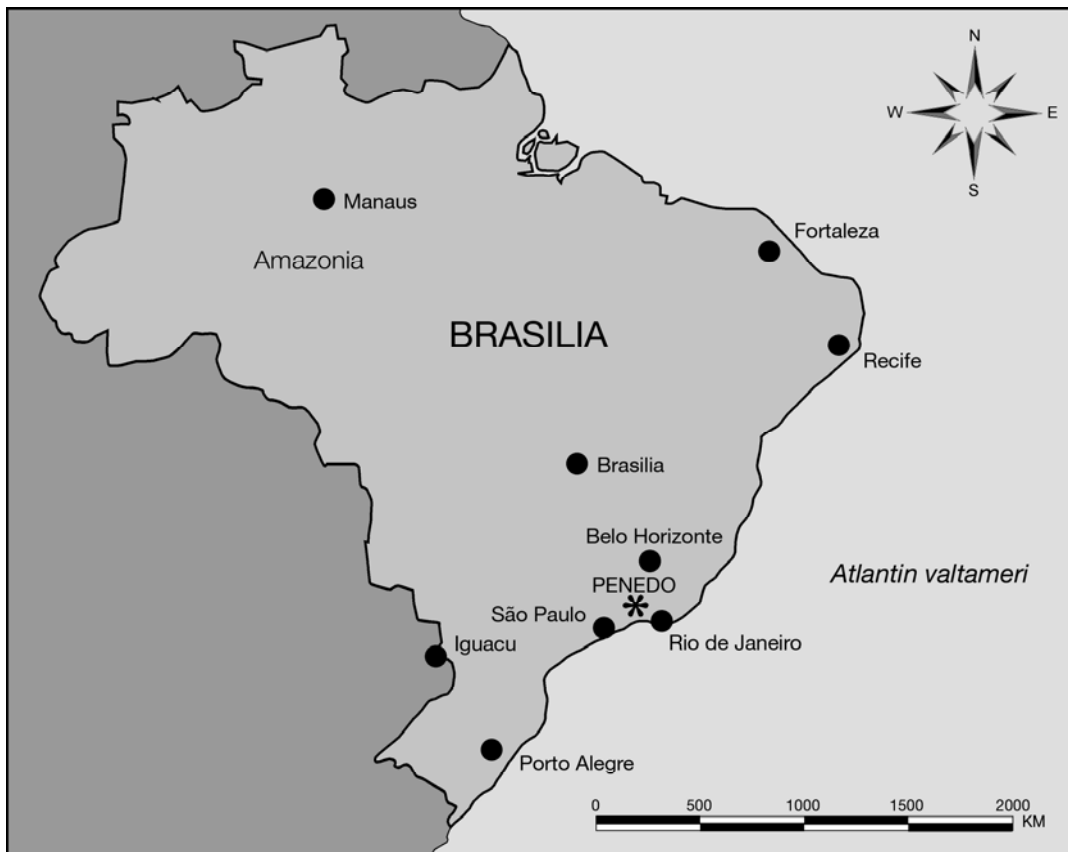 N
W
E
S
Manaus
Fortaleza
Amazonia
BRASILIA
Recife
Brasilia
Belo Horizonte
Atlantin valtameri
PENEDO
São Paulo
Rio de Janeiro
Iguacu
Porto Alegre
0 500 1000 1500 2000
KM